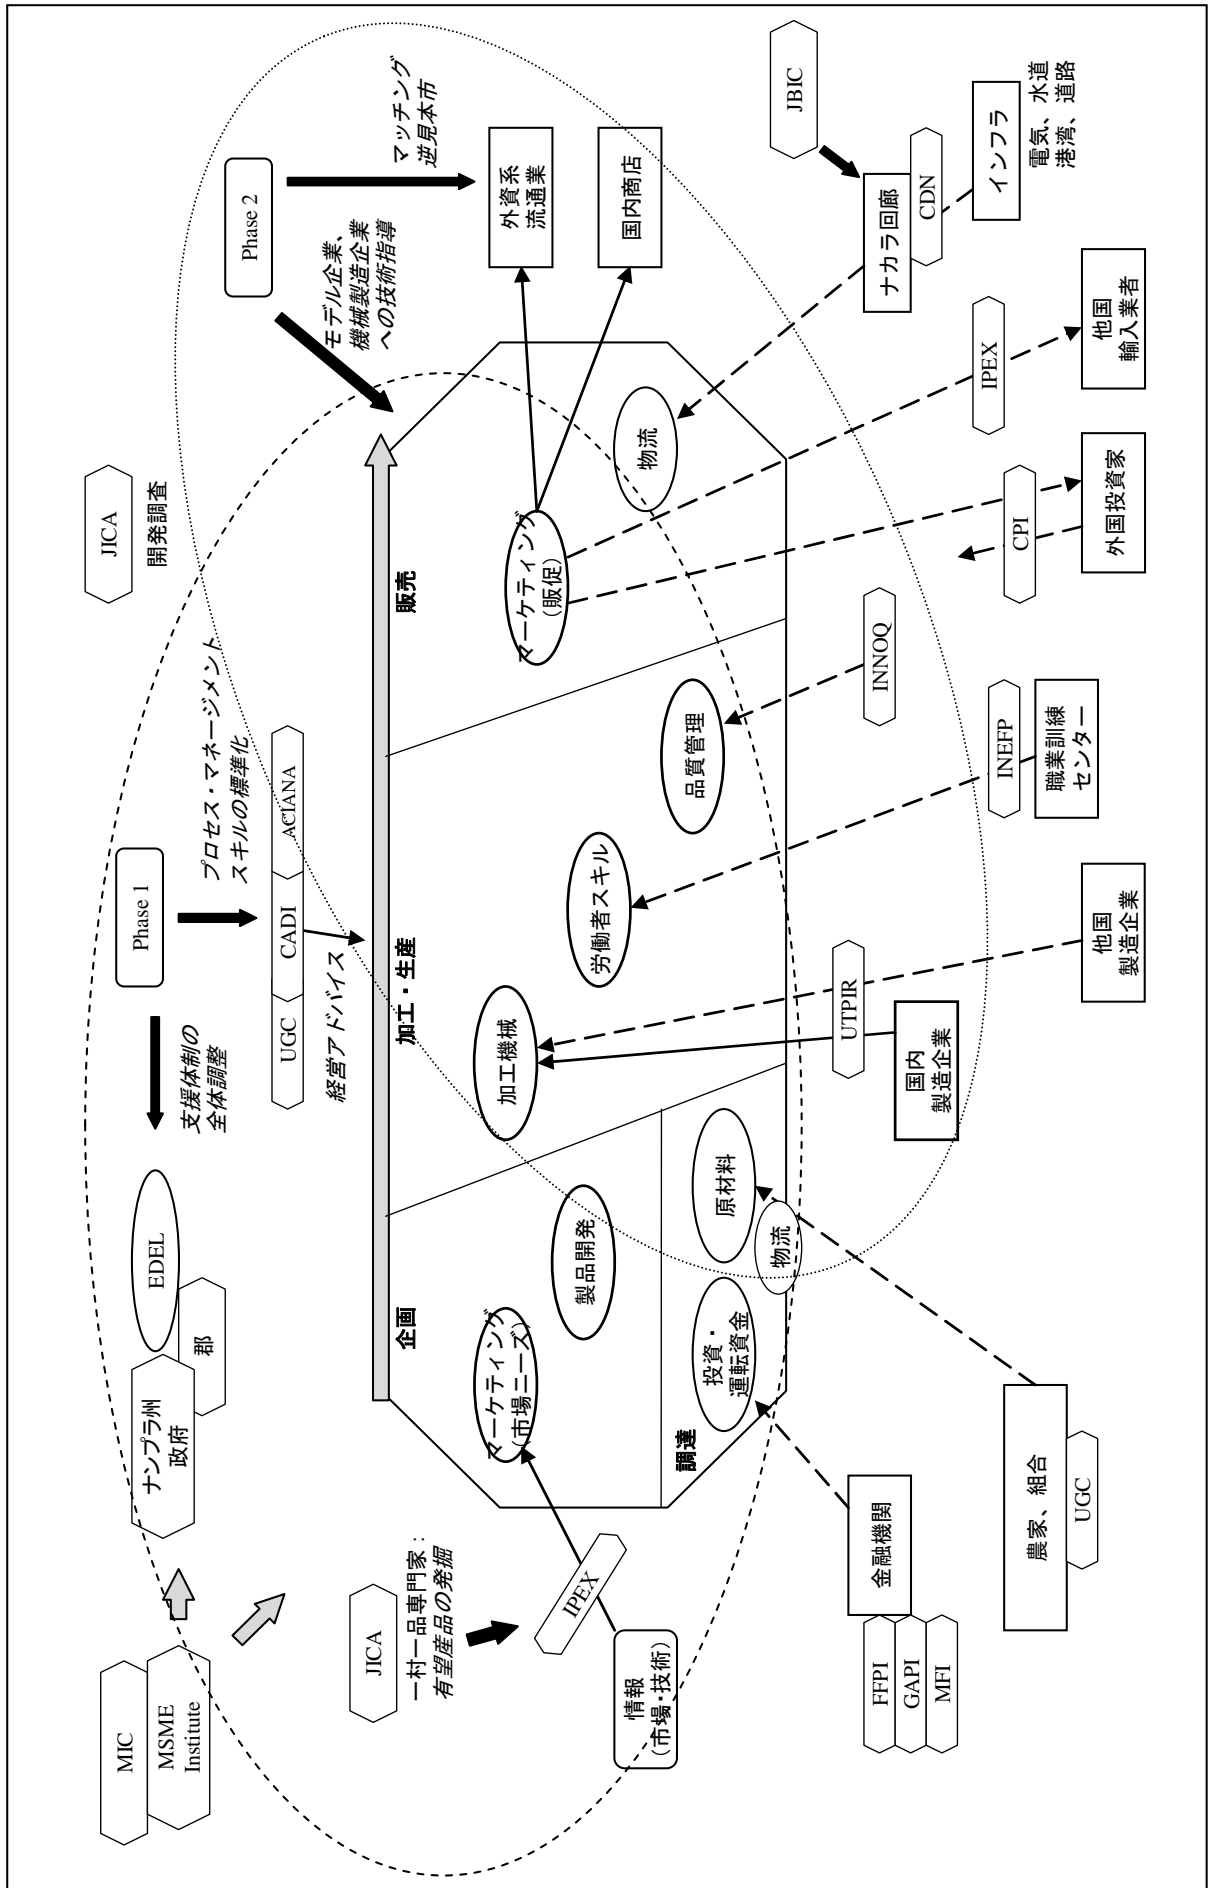 MIC
MSME
Institute
ナンプラ州
政府
郡
EDEL
支援体制の
全体調整
Phase 1
プロセス・マネージメント
スキルの標準化
JICA
開発調査
Phase 2
モデル企業、
機械製造企業
への技術指導
マッチング
逆見本市
UGC
CADI
ACIANA
経営アドバイス
JICA
一村一品専門家:
有望産品の発掘
IPEX
情報
(市場・技術)
企画
加工・生産
販売
調達
マーケティング
(市場ニーズ)
製品開発
投資・
運転資金
原材料
物流
加工機械
労働者スキル
品質管理
マーケティング
(販促)
物流
外資系
流通業
国内商店
JBIC
ナカラ回廊
CDN
インフラ
電気、水道
港湾、道路
FFPI
GAPI
MFI
金融機関
農家、組合
UGC
UTPIR
国内
製造企業
他国
製造企業
INEFP
職業訓練
センター
INNOQ
CPI
外国投資家
IPEX
他国
輸入業者